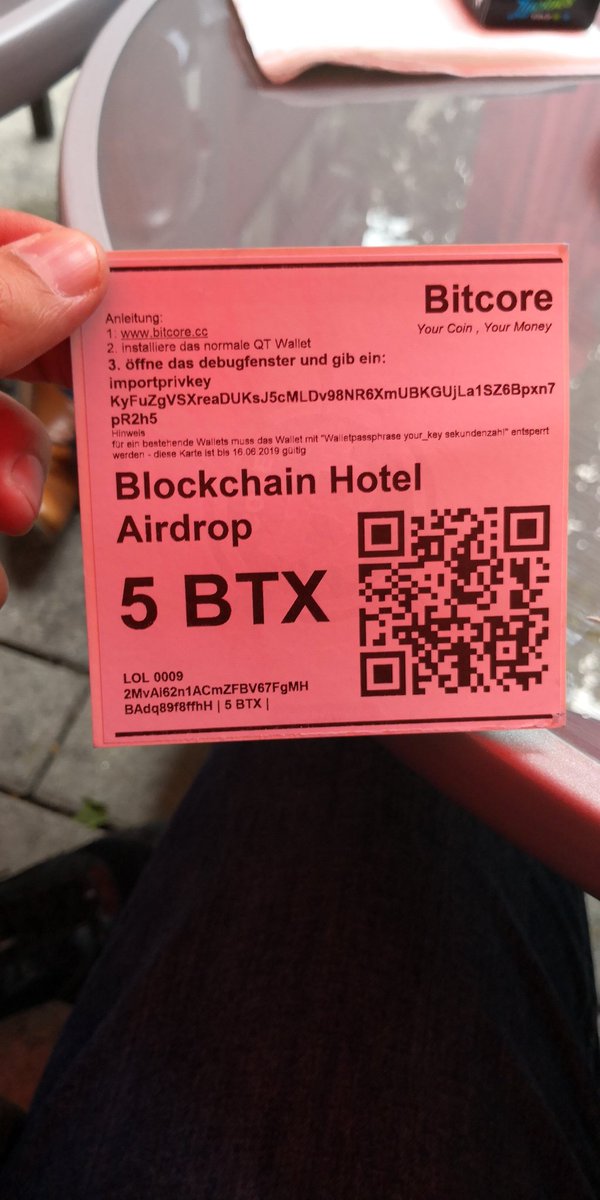 Bitcore
Your Coin , Your Money
Anleitung:
1: www.bitcore.cc
2. installiere das normale QT Wallet
3. öffne das debugfenster und gib ein:
importprivkey
KyFuZgVSXreaDUKsJ5cMLDv98NR6XmUBKGUjLa1SZ6Bpxn7
pR2h5
Hinweis
für ein bestehende Wallets muss das Wallet mit "Walletpassphrase your_key sekundenzahl" entsperrt
werden - diese Karte ist bis 16.06 2019 gültig
Blockchain Hotel
Airdrop
5 BTX
LOL 0009
2MvAi62n1ACmZFBV67FgMH
BAdq89f8ffhH | 5 BTX |